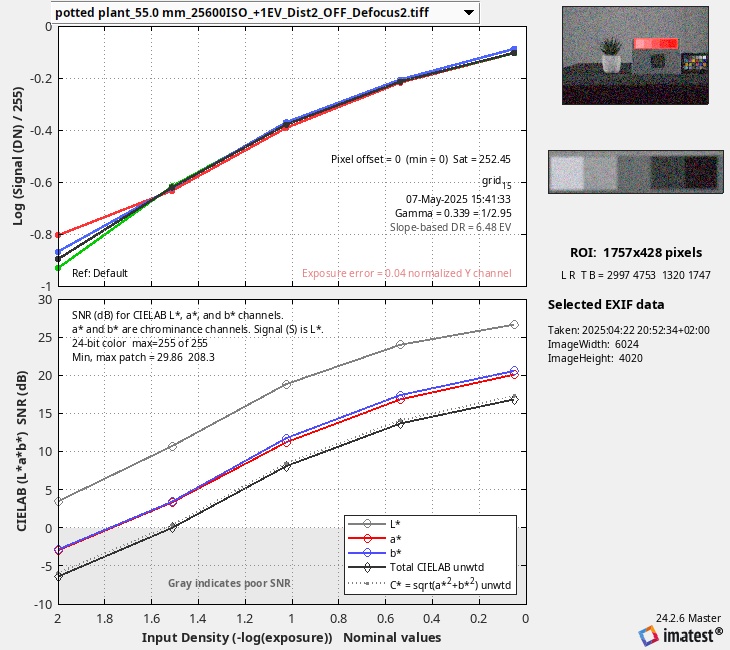 potted plant_55.0 mm_25600ISO_+1EV_Dist2_OFF_Defocus2.tiff
0
-0.2
-0.4
-0.6
-0.8
-1
Log (Signal (DN) / 255)
Pixel offset = 0 (min = 0) Sat = 252.45
grid_15
07-May-2025 15:41:33
Gamma = 0.339 = 1/2.95
Slope-based DR = 6.48 EV
Ref: Default
Exposure error = 0.04 normalized Y channel
ROI: 1757x428 pixels
L R T B = 2997 4753 1320 1747
Selected EXIF data
Taken: 2025:04:22 20:52:34+02:00
ImageWidth: 6024
ImageHeight: 4020
30
25
20
15
10
5
0
-5
-10
CIELAB (L*a*b*) SNR (dB)
SNR (dB) for CIELAB L*, a*, and b* channels.
a* and b* are chrominance channels. Signal (S) is L*.
24-bit color max=255 of 255
Min, max patch = 29.86 208.3
L*
a*
b*
Total CIELAB unwtd
C* = sqrt(a*²+b*²) unwtd
Gray indicates poor SNR
2 1.8 1.6 1.4 1.2 1 0.8 0.6 0.4 0.2 0
Input Density (-log(exposure)) Nominal values
24.2.6 Master
imatest®